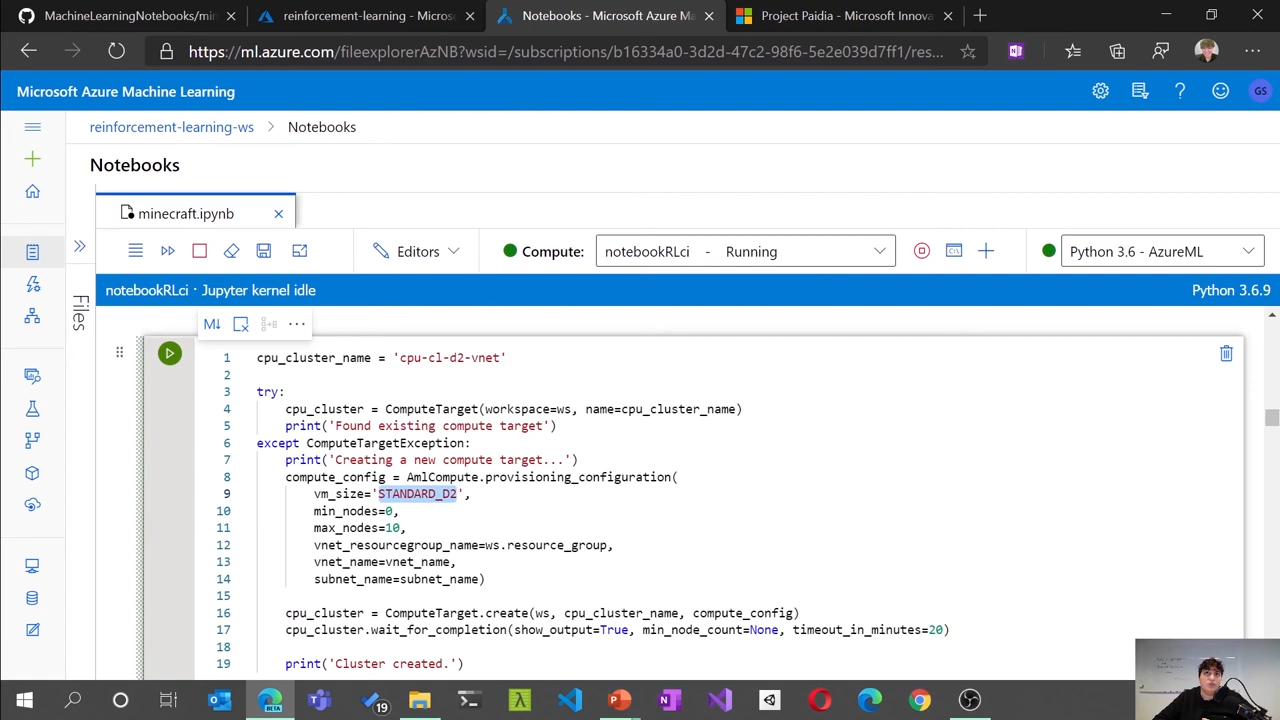 MachineLearningNotebooks/min
reinforcement-learning - Microso
Notebooks - Microsoft Azure Ma
Project Paidia - Microsoft Innova
https://ml.azure.com/fileexplorerAzNB?wsid=/subscriptions/b16334a0-3d2d-47c2-98f6-5e2e039d7ff1/res...
Microsoft Azure Machine Learning
GS
reinforcement-learning-ws > Notebooks
Notebooks
minecraft.ipynb
Editors
Compute: notebookRLci - Running
Python 3.6 - AzureML
notebookRLci · Jupyter kernel idle
Python 3.6.9
Files
M↓
1 cpu_cluster_name = 'cpu-cl-d2-vnet'
2
3 try:
4 cpu_cluster = ComputeTarget(workspace=ws, name=cpu_cluster_name)
5 print('Found existing compute target')
6 except ComputeTargetException:
7 print('Creating a new compute target...')
8 compute_config = AmlCompute.provisioning_configuration(
9 vm_size='STANDARD_D2',
10 min_nodes=0,
11 max_nodes=10,
12 vnet_resourcegroup_name=ws.resource_group,
13 vnet_name=vnet_name,
14 subnet_name=subnet_name)
15
16 cpu_cluster = ComputeTarget.create(ws, cpu_cluster_name, compute_config)
17 cpu_cluster.wait_for_completion(show_output=True, min_node_count=None, timeout_in_minutes=20)
18
19 print('Cluster created.')
BETA
19